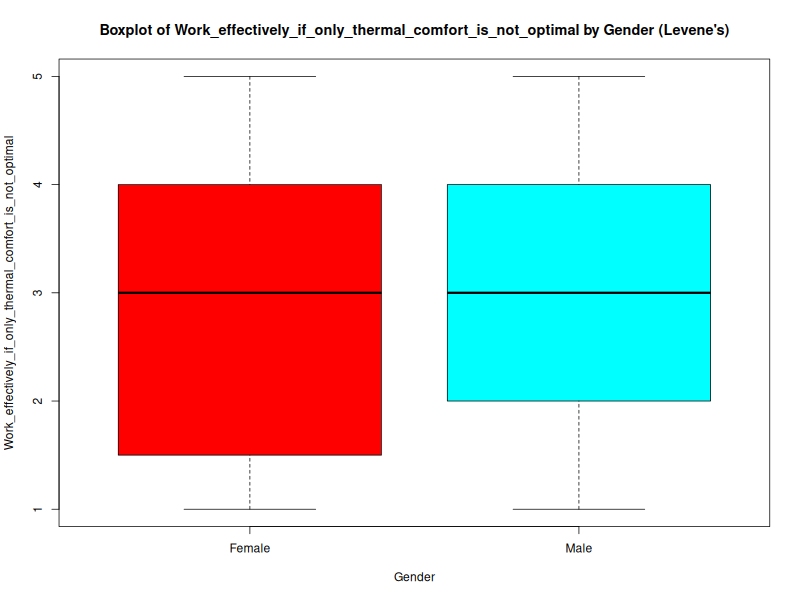 Boxplot of Work_effectively_if_only_thermal_comfort_is_not_optimal by Gender (Levene's)
Work_effectively_if_only_thermal_comfort_is_not_optimal
5
4
3
2
1
Female Male
Gender